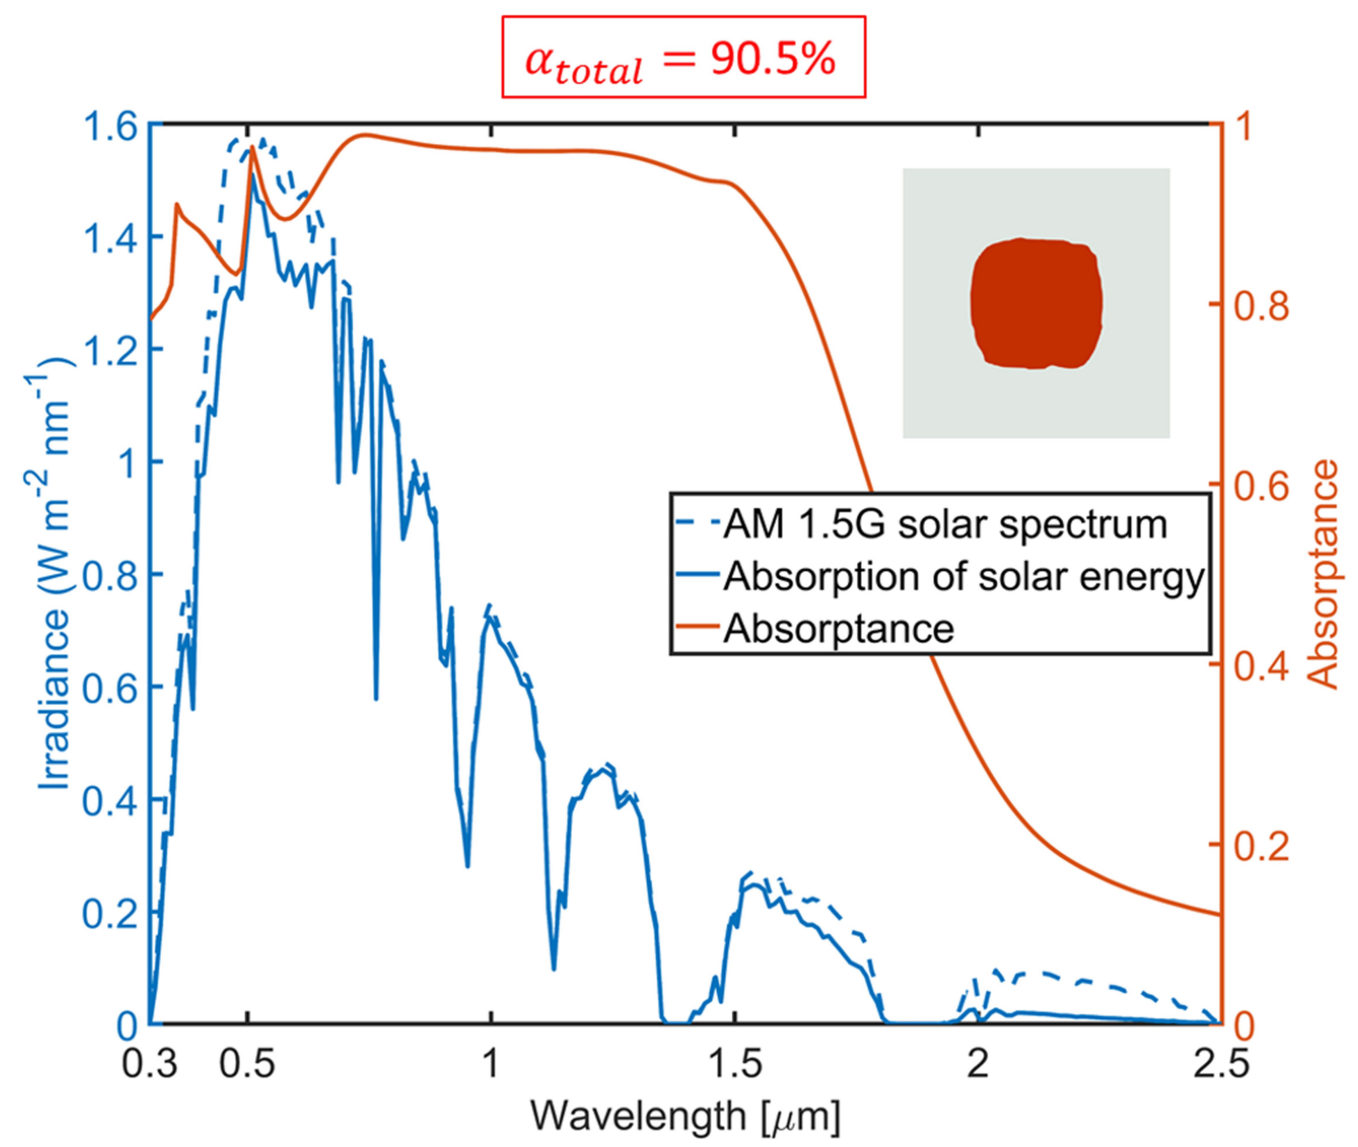 α_total = 90.5%
1.6
1.4
1.2
1
0.8
0.6
0.4
0.2
0
Irradiance (W m⁻² nm⁻¹)
1
0.8
0.6
0.4
0.2
0
Absorptance
AM 1.5G solar spectrum
Absorption of solar energy
Absorptance
0.3 0.5 1 1.5 2 2.5
Wavelength [μm]